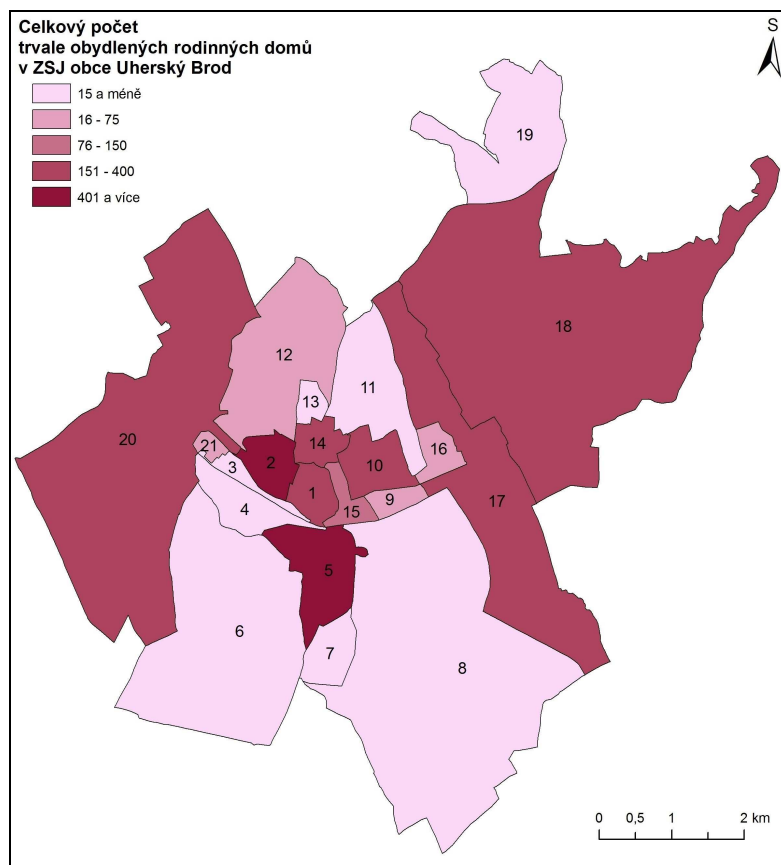 Celkový počet
trvale obydlených rodinných domů
v ZSJ obce Uherský Brod
15 a méně
16 - 75
76 - 150
151 - 400
401 a více
S
19
18
12
11
13
20
14
16
21
2
10
3
17
1
9
4
15
5
6
7
8
0 0,5 1 2 km